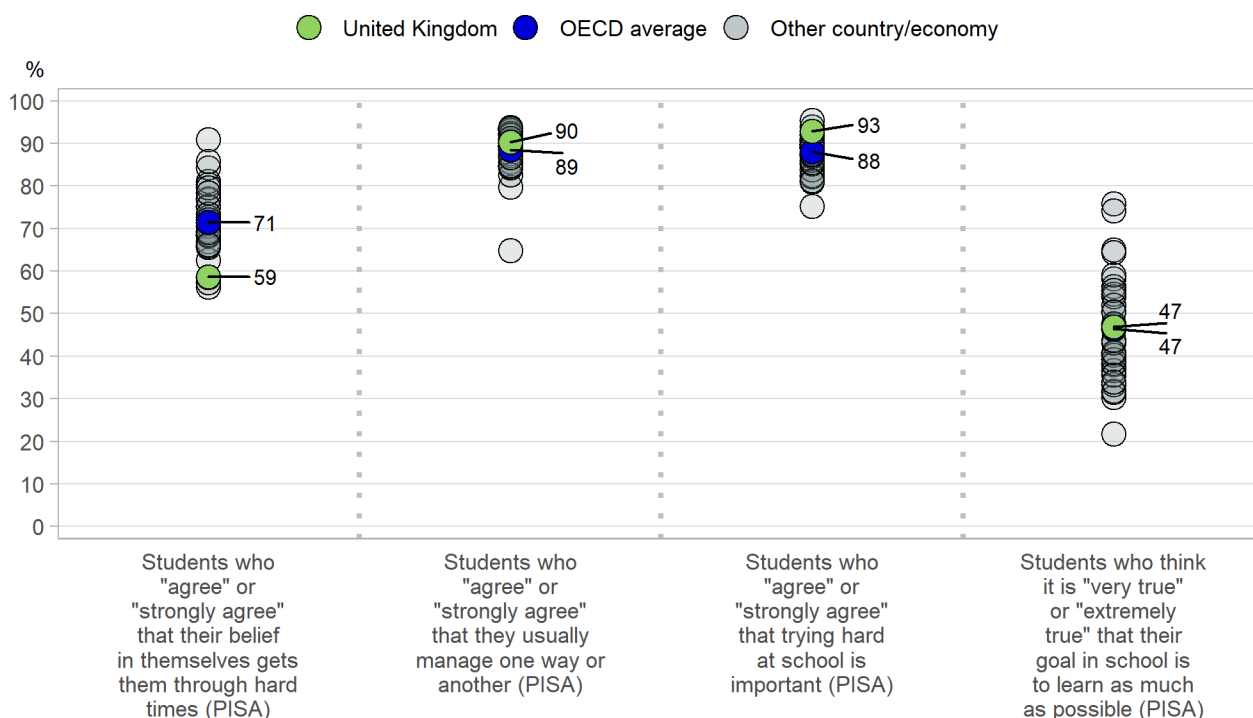 United Kingdom OECD average Other country/economy
%
100
90
80
70
60
50
40
30
20
10
0
71
59
90
89
93
88
47
47
Students who
"agree" or
"strongly agree"
that their belief
in themselves gets
them through hard
times (PISA)
Students who
"agree" or
"strongly agree"
that they usually
manage one way or
another (PISA)
Students who
"agree" or
"strongly agree"
that trying hard
at school is
important (PISA)
Students who think
it is "very true"
or "extremely
true" that their
goal in school is
to learn as much
as possible (PISA)